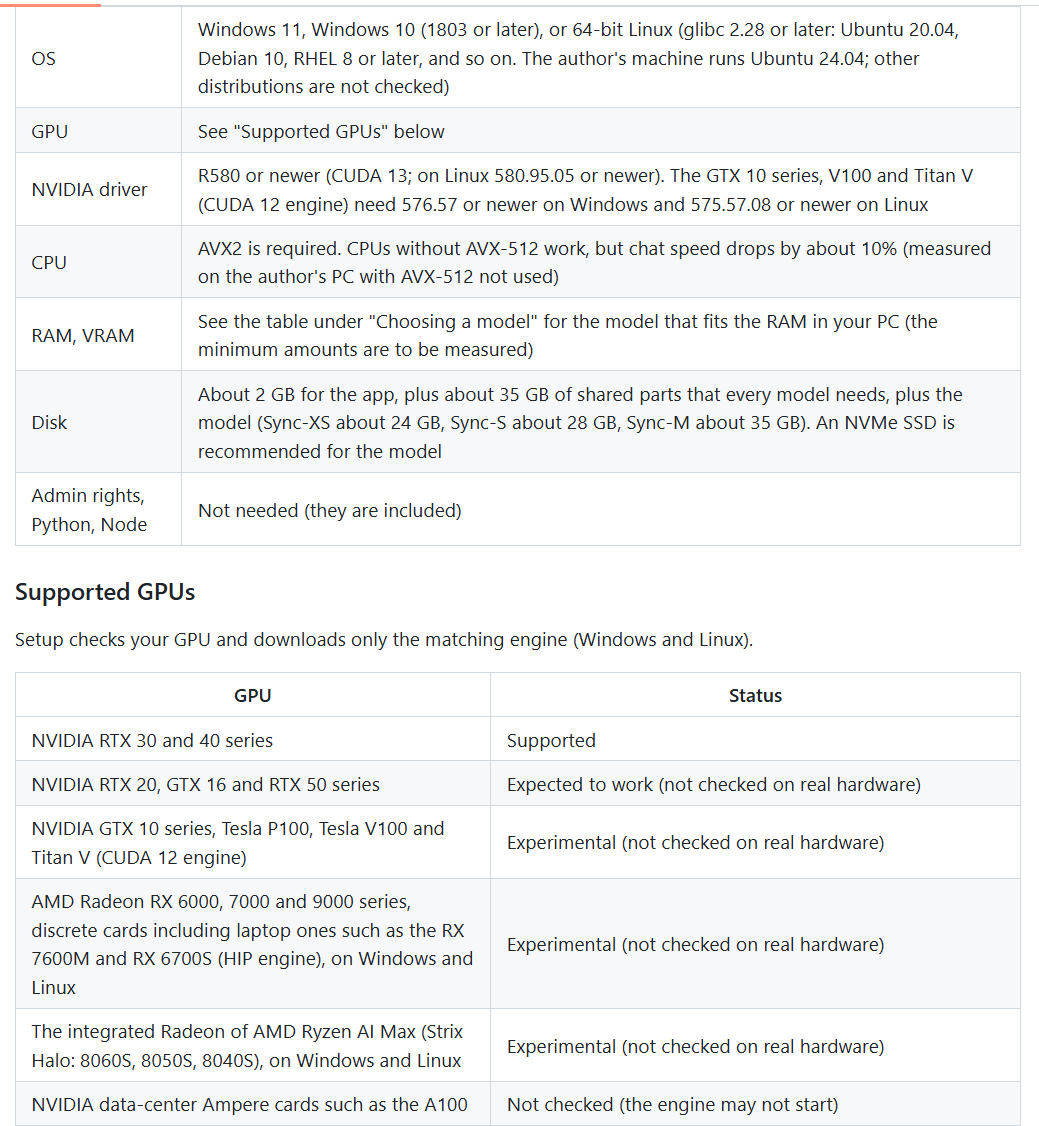 OS
Windows 11, Windows 10 (1803 or later), or 64-bit Linux (glibc 2.28 or later: Ubuntu 20.04,
Debian 10, RHEL 8 or later, and so on. The author's machine runs Ubuntu 24.04; other
distributions are not checked)
GPU
See "Supported GPUs" below
NVIDIA driver
R580 or newer (CUDA 13; on Linux 580.95.05 or newer). The GTX 10 series, V100 and Titan V
(CUDA 12 engine) need 576.57 or newer on Windows and 575.57.08 or newer on Linux
CPU
AVX2 is required. CPUs without AVX-512 work, but chat speed drops by about 10% (measured
on the author's PC with AVX-512 not used)
RAM, VRAM
See the table under "Choosing a model" for the model that fits the RAM in your PC (the
minimum amounts are to be measured)
Disk
About 2 GB for the app, plus about 35 GB of shared parts that every model needs, plus the
model (Sync-XS about 24 GB, Sync-S about 28 GB, Sync-M about 35 GB). An NVMe SSD is
recommended for the model
Admin rights,
Python, Node
Not needed (they are included)
Supported GPUs
Setup checks your GPU and downloads only the matching engine (Windows and Linux).
GPU
Status
NVIDIA RTX 30 and 40 series
Supported
NVIDIA RTX 20, GTX 16 and RTX 50 series
Expected to work (not checked on real hardware)
NVIDIA GTX 10 series, Tesla P100, Tesla V100 and
Titan V (CUDA 12 engine)
Experimental (not checked on real hardware)
AMD Radeon RX 6000, 7000 and 9000 series,
discrete cards including laptop ones such as the RX
7600M and RX 6700S (HIP engine), on Windows and
Linux
Experimental (not checked on real hardware)
The integrated Radeon of AMD Ryzen AI Max (Strix
Halo: 8060S, 8050S, 8040S), on Windows and Linux
Experimental (not checked on real hardware)
NVIDIA data-center Ampere cards such as the A100
Not checked (the engine may not start)